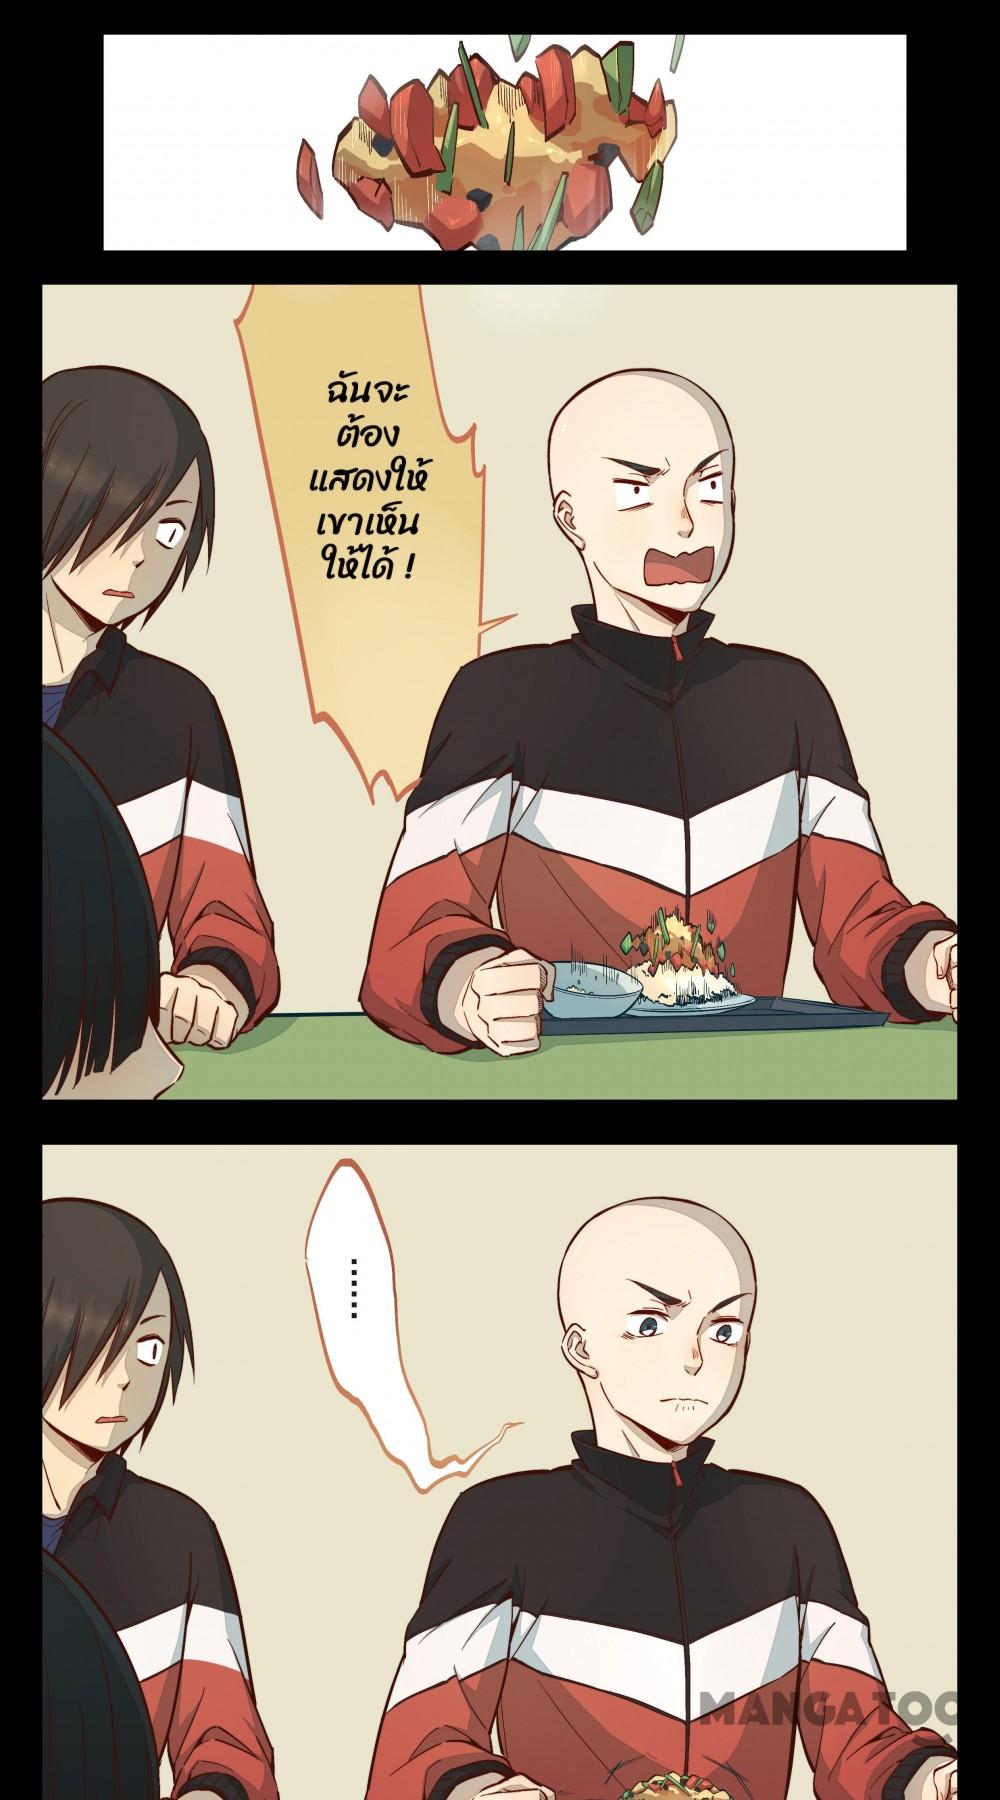 ฉันจะ
ต้อง
แสดงให้
เขาเห็น
ให้ได้ !
......
MANGATOO